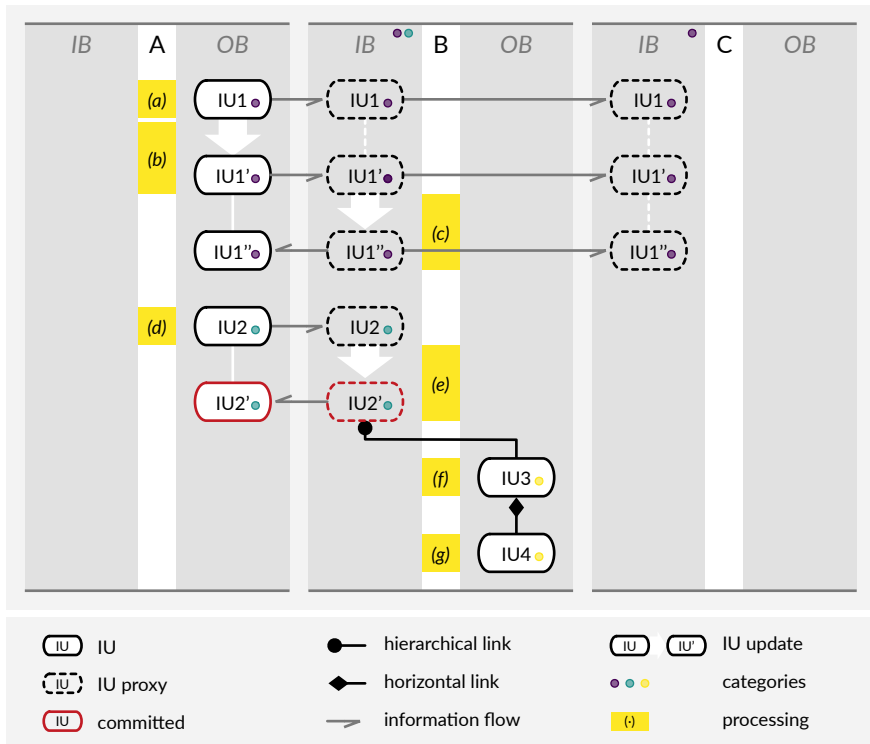 IB A OB IB B OB IB C OB
(a) IU1 IU1 IU1
(b) IU1' IU1' IU1'
(c) IU1'' IU1'' IU1''
(d) IU2 IU2
(e) IU2' IU2'
(f) IU3
(g) IU4
IU IU hierarchical link IU IU' IU update
IU IU proxy horizontal link categories
IU committed information flow (·) processing